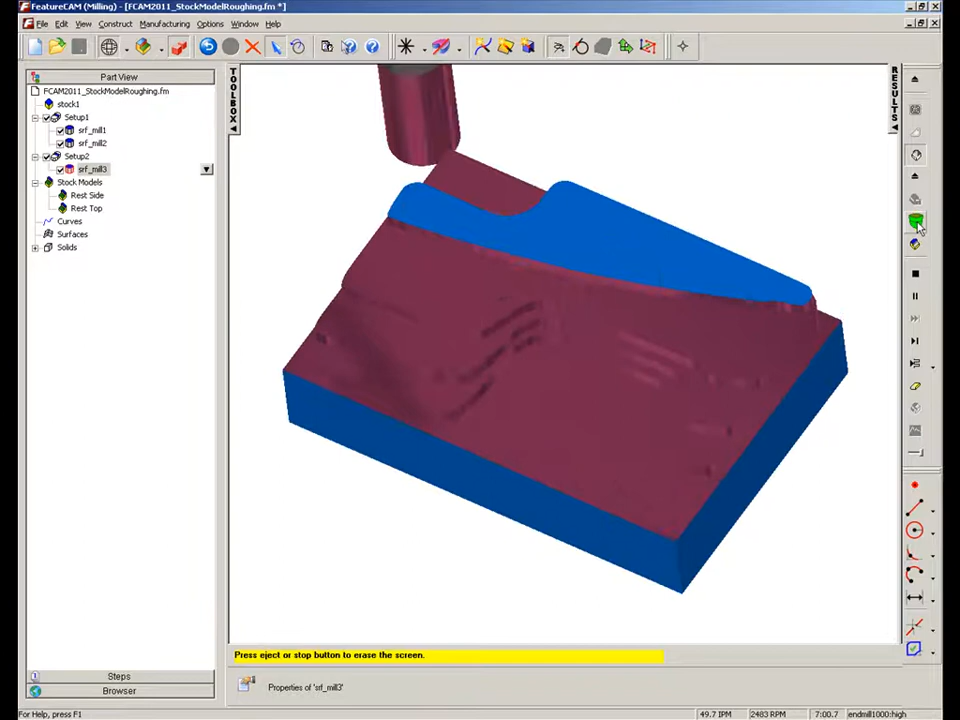 FeatureCAM (Milling) - [FCAM2011_StockModelRoughing.fm *]
File Edit View Construct Manufacturing Options Window Help
Part View
FCAM2011_StockModelRoughing.fm
stock1
Setup1
srf_mill1
srf_mill2
Setup2
srf_mill3
Stock Models
Rest Side
Rest Top
Curves
Surfaces
Solids
TOOLBOX
RESULTS
Steps
Browser
Press eject or stop button to erase the screen.
Properties of 'srf_mill3'
For Help, press F1
49.7 IPM 2483 RPM 7:00.7 endmill1000:high